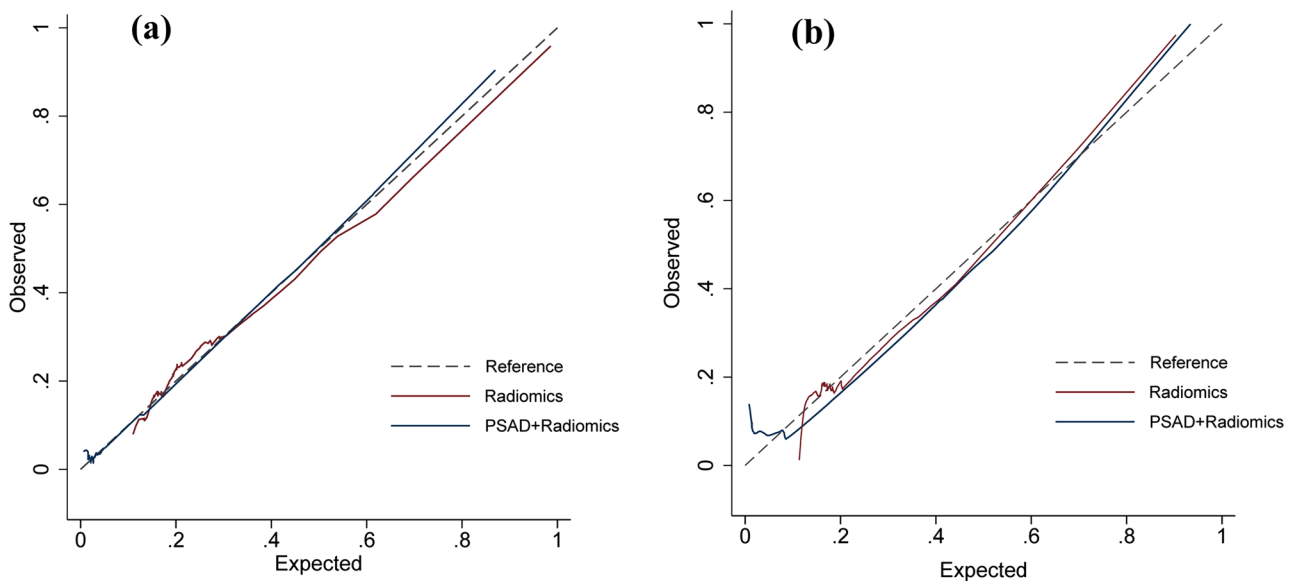 (a)
1
.8
.6
.4
.2
0
Observed
Reference
Radiomics
PSAD+Radiomics
0 .2 .4 .6 .8 1
Expected
(b)
1
.8
.6
.4
.2
0
Observed
Reference
Radiomics
PSAD+Radiomics
0 .2 .4 .6 .8 1
Expected